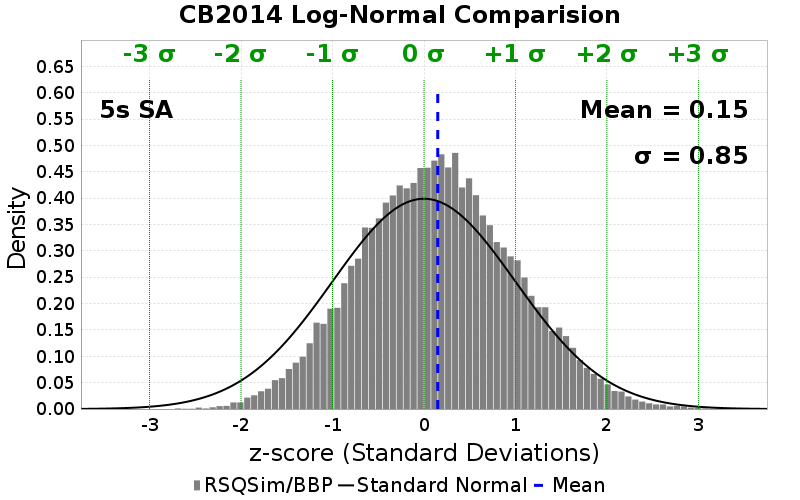 CB2014 Log-Normal Comparision
-3 σ -2 σ -1 σ 0 σ +1 σ +2 σ +3 σ
5s SA
Mean = 0.15
σ = 0.85
Density
0.65
0.60
0.55
0.50
0.45
0.40
0.35
0.30
0.25
0.20
0.15
0.10
0.05
0.00
-3 -2 -1 0 1 2 3
z-score (Standard Deviations)
RSQSim/BBP Standard Normal Mean